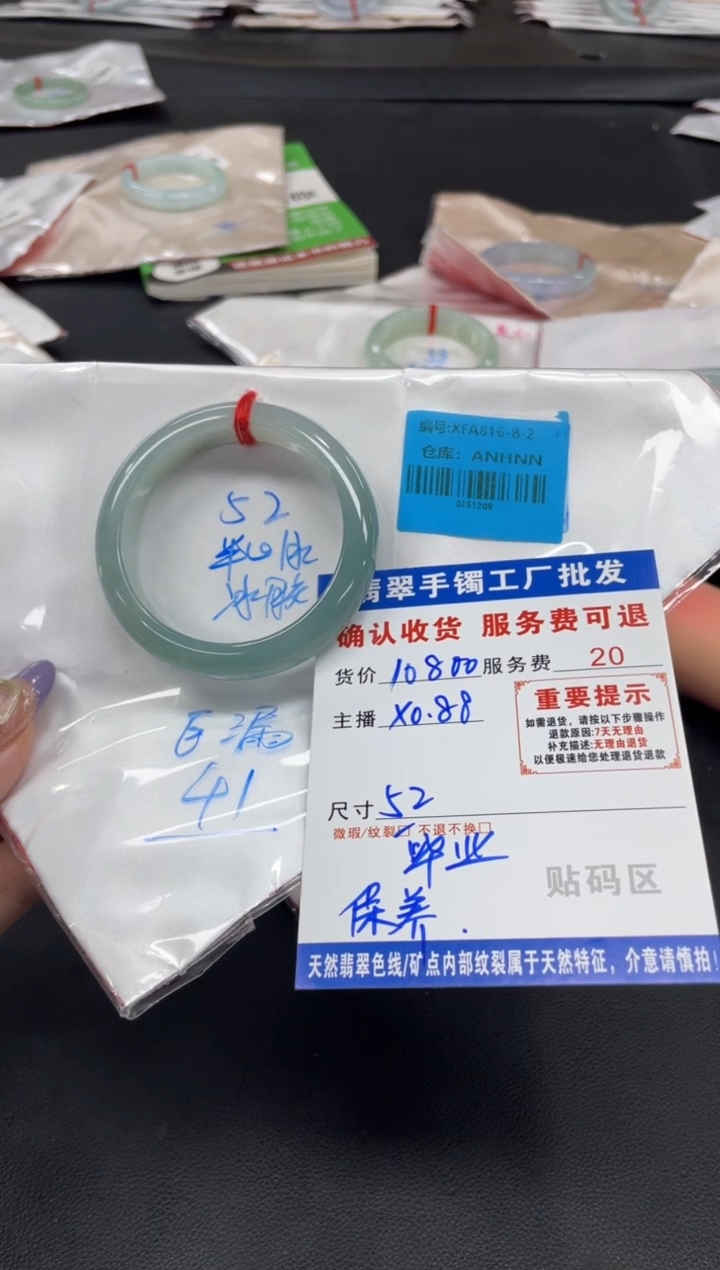 52
编号:XFA816-8-2
仓库：ANHNN
0251209
翡翠手镯工厂批发
确认收货 服务费可退
货价 10800 服务费 20
主播 X0.88
重要提示
如需退货，请按以下步骤操作
退款原因:7天无理由
补充描述:无理由退货
以便极速给您处理退货退款
41
尺寸 52
微瑕/纹裂☐ 不退不换☐
毕业
保养.
贴码区
天然翡翠色线/矿点内部纹裂属于天然特征，介意请慎拍!